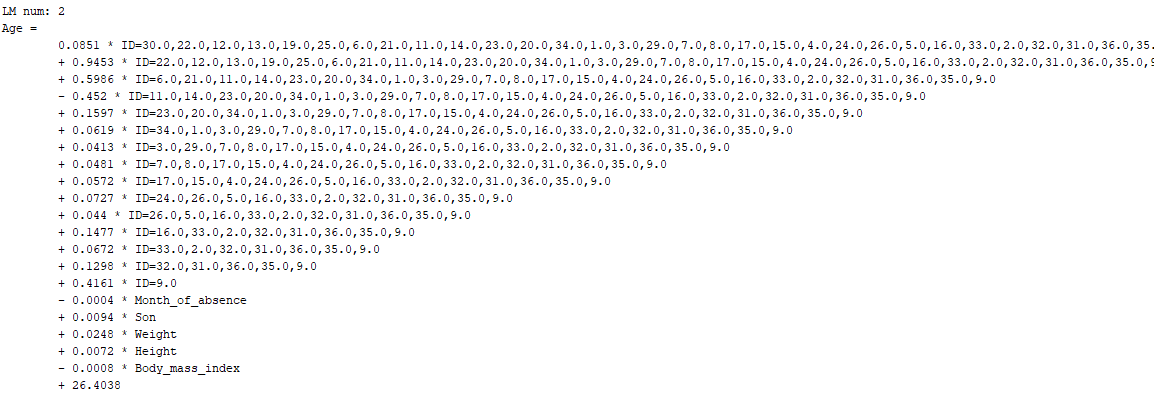 LM num: 2
Age =
0.0851 * ID=30.0,22.0,12.0,13.0,19.0,25.0,6.0,21.0,11.0,14.0,23.0,20.0,34.0,1.0,3.0,29.0,7.0,8.0,17.0,15.0,4.0,24.0,26.0,5.0,16.0,33.0,2.0,32.0,31.0,36.0,35.
+ 0.9453 * ID=22.0,12.0,13.0,19.0,25.0,6.0,21.0,11.0,14.0,23.0,20.0,34.0,1.0,3.0,29.0,7.0,8.0,17.0,15.0,4.0,24.0,26.0,5.0,16.0,33.0,2.0,32.0,31.0,36.0,35.0,9
+ 0.5986 * ID=6.0,21.0,11.0,14.0,23.0,20.0,34.0,1.0,3.0,29.0,7.0,8.0,17.0,15.0,4.0,24.0,26.0,5.0,16.0,33.0,2.0,32.0,31.0,36.0,35.0,9.0
- 0.452 * ID=11.0,14.0,23.0,20.0,34.0,1.0,3.0,29.0,7.0,8.0,17.0,15.0,4.0,24.0,26.0,5.0,16.0,33.0,2.0,32.0,31.0,36.0,35.0,9.0
+ 0.1597 * ID=23.0,20.0,34.0,1.0,3.0,29.0,7.0,8.0,17.0,15.0,4.0,24.0,26.0,5.0,16.0,33.0,2.0,32.0,31.0,36.0,35.0,9.0
+ 0.0619 * ID=34.0,1.0,3.0,29.0,7.0,8.0,17.0,15.0,4.0,24.0,26.0,5.0,16.0,33.0,2.0,32.0,31.0,36.0,35.0,9.0
+ 0.0413 * ID=3.0,29.0,7.0,8.0,17.0,15.0,4.0,24.0,26.0,5.0,16.0,33.0,2.0,32.0,31.0,36.0,35.0,9.0
+ 0.0481 * ID=7.0,8.0,17.0,15.0,4.0,24.0,26.0,5.0,16.0,33.0,2.0,32.0,31.0,36.0,35.0,9.0
+ 0.0572 * ID=17.0,15.0,4.0,24.0,26.0,5.0,16.0,33.0,2.0,32.0,31.0,36.0,35.0,9.0
+ 0.0727 * ID=24.0,26.0,5.0,16.0,33.0,2.0,32.0,31.0,36.0,35.0,9.0
+ 0.044 * ID=26.0,5.0,16.0,33.0,2.0,32.0,31.0,36.0,35.0,9.0
+ 0.1477 * ID=16.0,33.0,2.0,32.0,31.0,36.0,35.0,9.0
+ 0.0672 * ID=33.0,2.0,32.0,31.0,36.0,35.0,9.0
+ 0.1298 * ID=32.0,31.0,36.0,35.0,9.0
+ 0.4161 * ID=9.0
- 0.0004 * Month_of_absence
+ 0.0094 * Son
+ 0.0248 * Weight
+ 0.0072 * Height
- 0.0008 * Body_mass_index
+ 26.4038